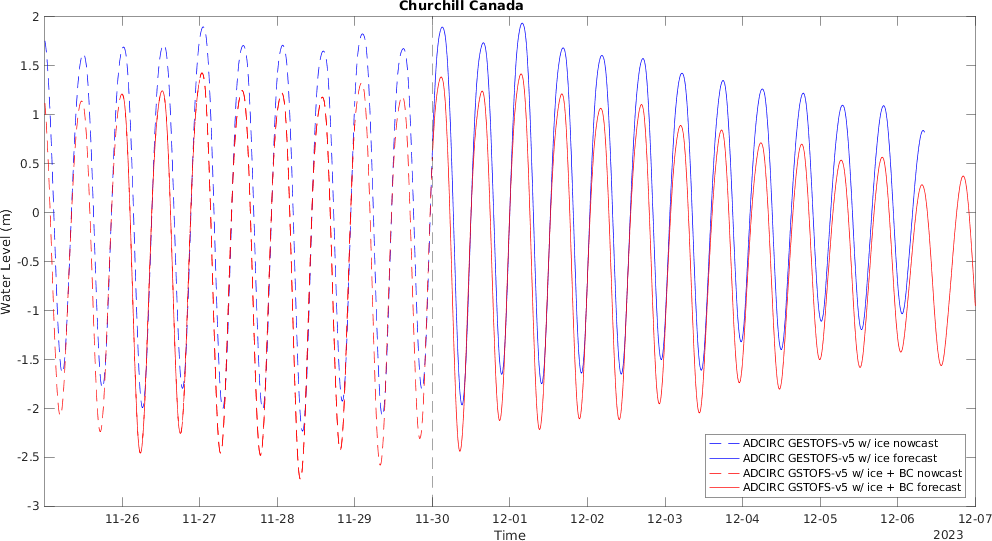 Churchill Canada
2
1.5
1
0.5
0
-0.5
-1
-1.5
-2
-2.5
-3
Water Level (m)
11-26 11-27 11-28 11-29 11-30 12-01 12-02 12-03 12-04 12-05 12-06 12-07
Time
2023
ADCIRC GESTOFS-v5 w/ ice nowcast
ADCIRC GESTOFS-v5 w/ ice forecast
ADCIRC GSTOFS-v5 w/ ice + BC nowcast
ADCIRC GSTOFS-v5 w/ ice + BC forecast